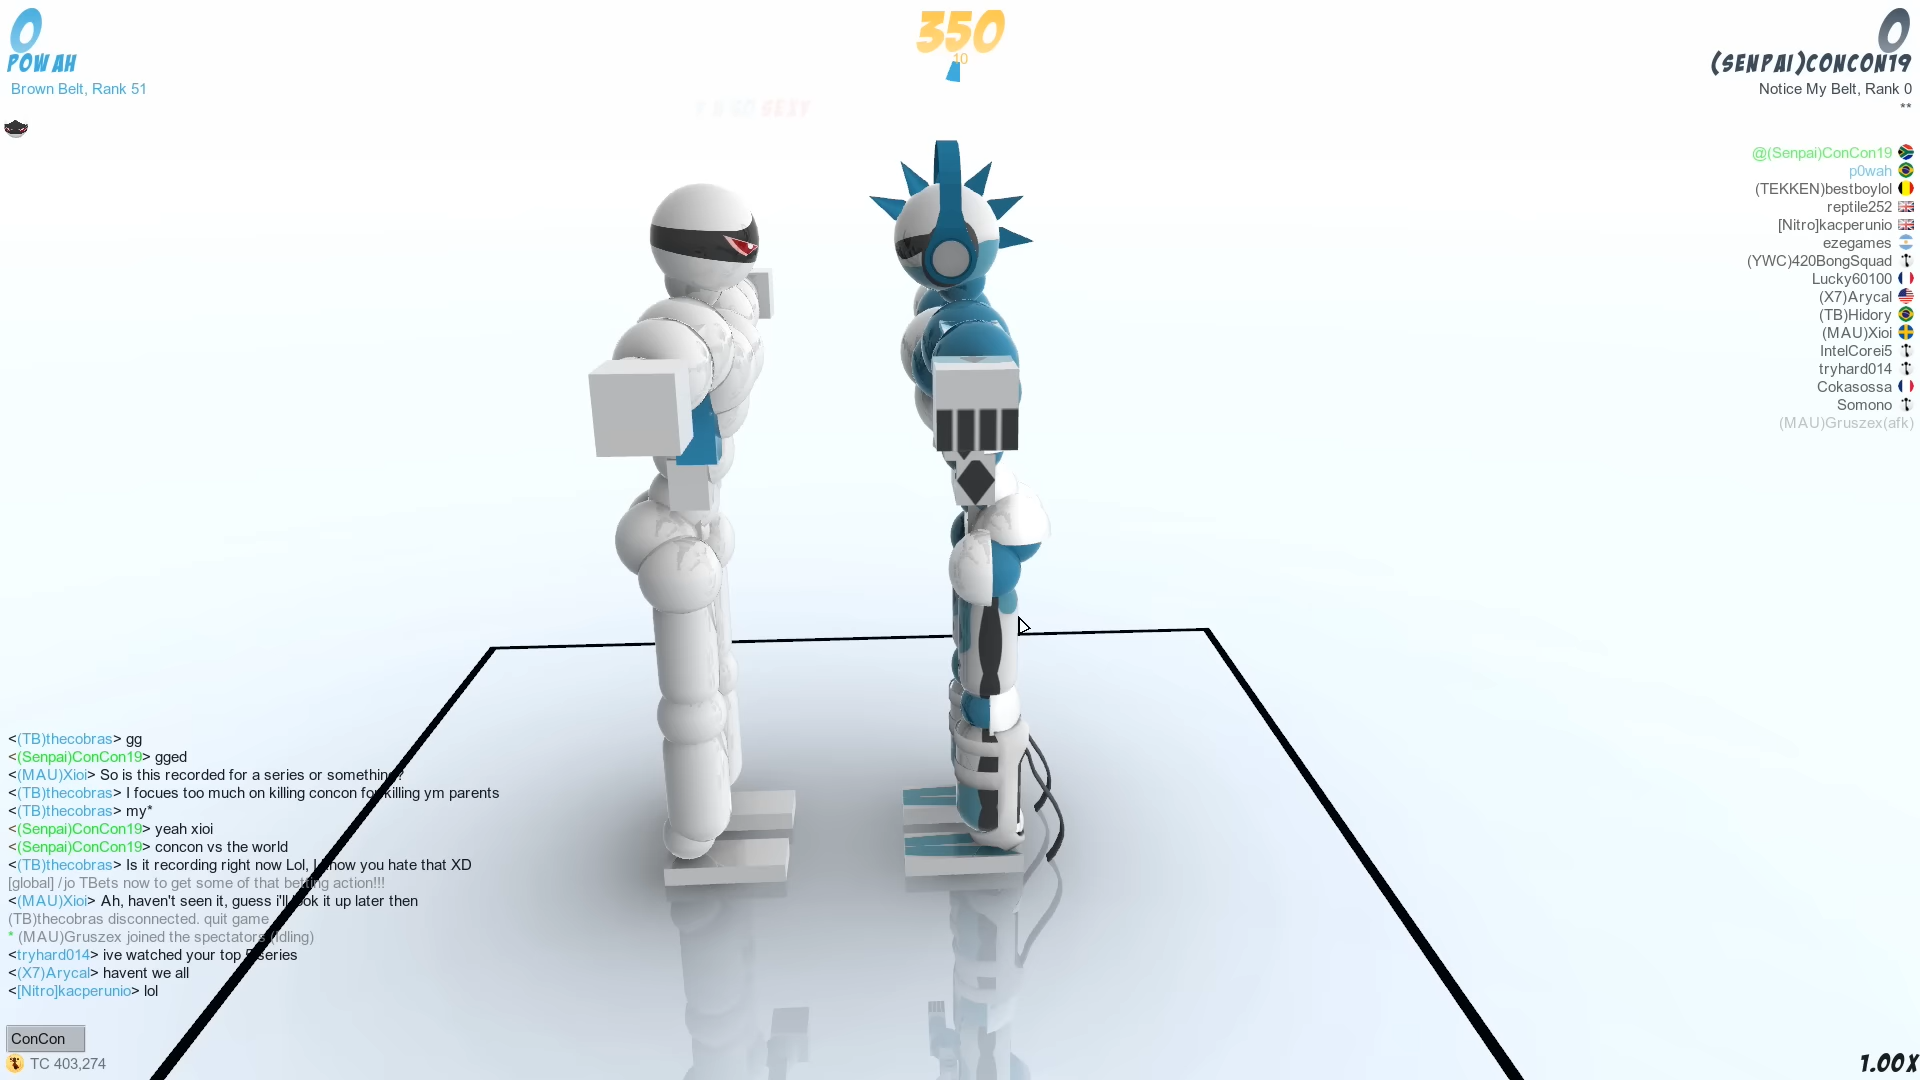 0
POWAH
Brown Belt, Rank 51
350
10
0
(SENPAI)CONCON19
Notice My Belt, Rank 0
**
SEXY
@(Senpai)ConCon19
p0wah
(TEKKEN)bestboylol
reptile252
[Nitro]kacperunio
ezegames
(YWC)420BongSquad
Lucky60100
(X7)Arycal
(TB)Hidory
(MAU)Xioi
IntelCorei5
tryhard014
Cokasossa
Somono
(MAU)Gruszex(afk)
<(TB)thecobras> gg
<(Senpai)ConCon19> gged
<(MAU)Xioi> So is this recorded for a series or something?
<(TB)thecobras> I focues too much on killing concon for killing ym parents
<(TB)thecobras> my*
<(Senpai)ConCon19> yeah xioi
<(Senpai)ConCon19> concon vs the world
<(TB)thecobras> Is it recording right now Lol, I know you hate that XD
[global] /jo TBets now to get some of that betting action!!!
<(MAU)Xioi> Ah, haven't seen it, guess i'll look it up later then
(TB)thecobras disconnected. quit game
* (MAU)Gruszex joined the spectators (idling)
<tryhard014> ive watched your top 5 series
<(X7)Arycal> havent we all
<[Nitro]kacperunio> lol
ConCon
TC 403,274
1.00X